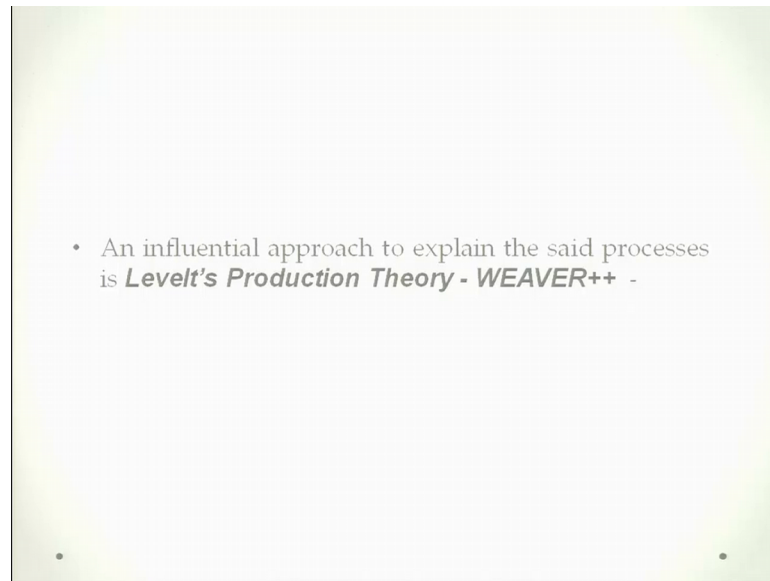 • An influential approach to explain the said processes
is Levelt's Production Theory - WEAVER++ -